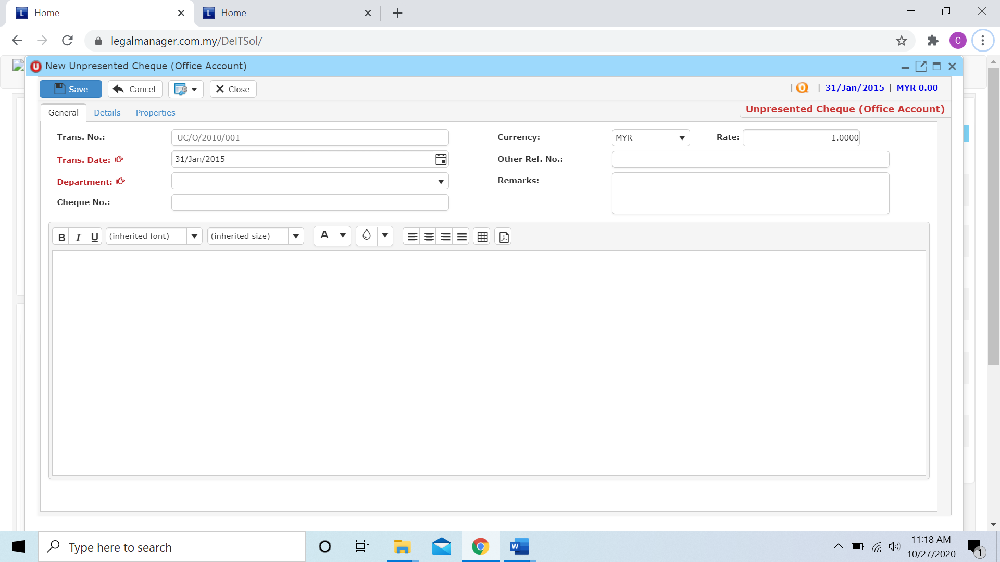 Home
Home
legalmanager.com.my/DeITSol/
C
New Unpresented Cheque (Office Account)
Save
Cancel
Close
| | 31/Jan/2015 | MYR 0.00
General
Details
Properties
Unpresented Cheque (Office Account)
Trans. No.: UC/O/2010/001
Currency: MYR
Rate: 1.0000
Trans. Date: 31/Jan/2015
Other Ref. No.:
Department:
Remarks:
Cheque No.:
B I U (inherited font) (inherited size) A
Type here to search
11:18 AM
10/27/2020
1